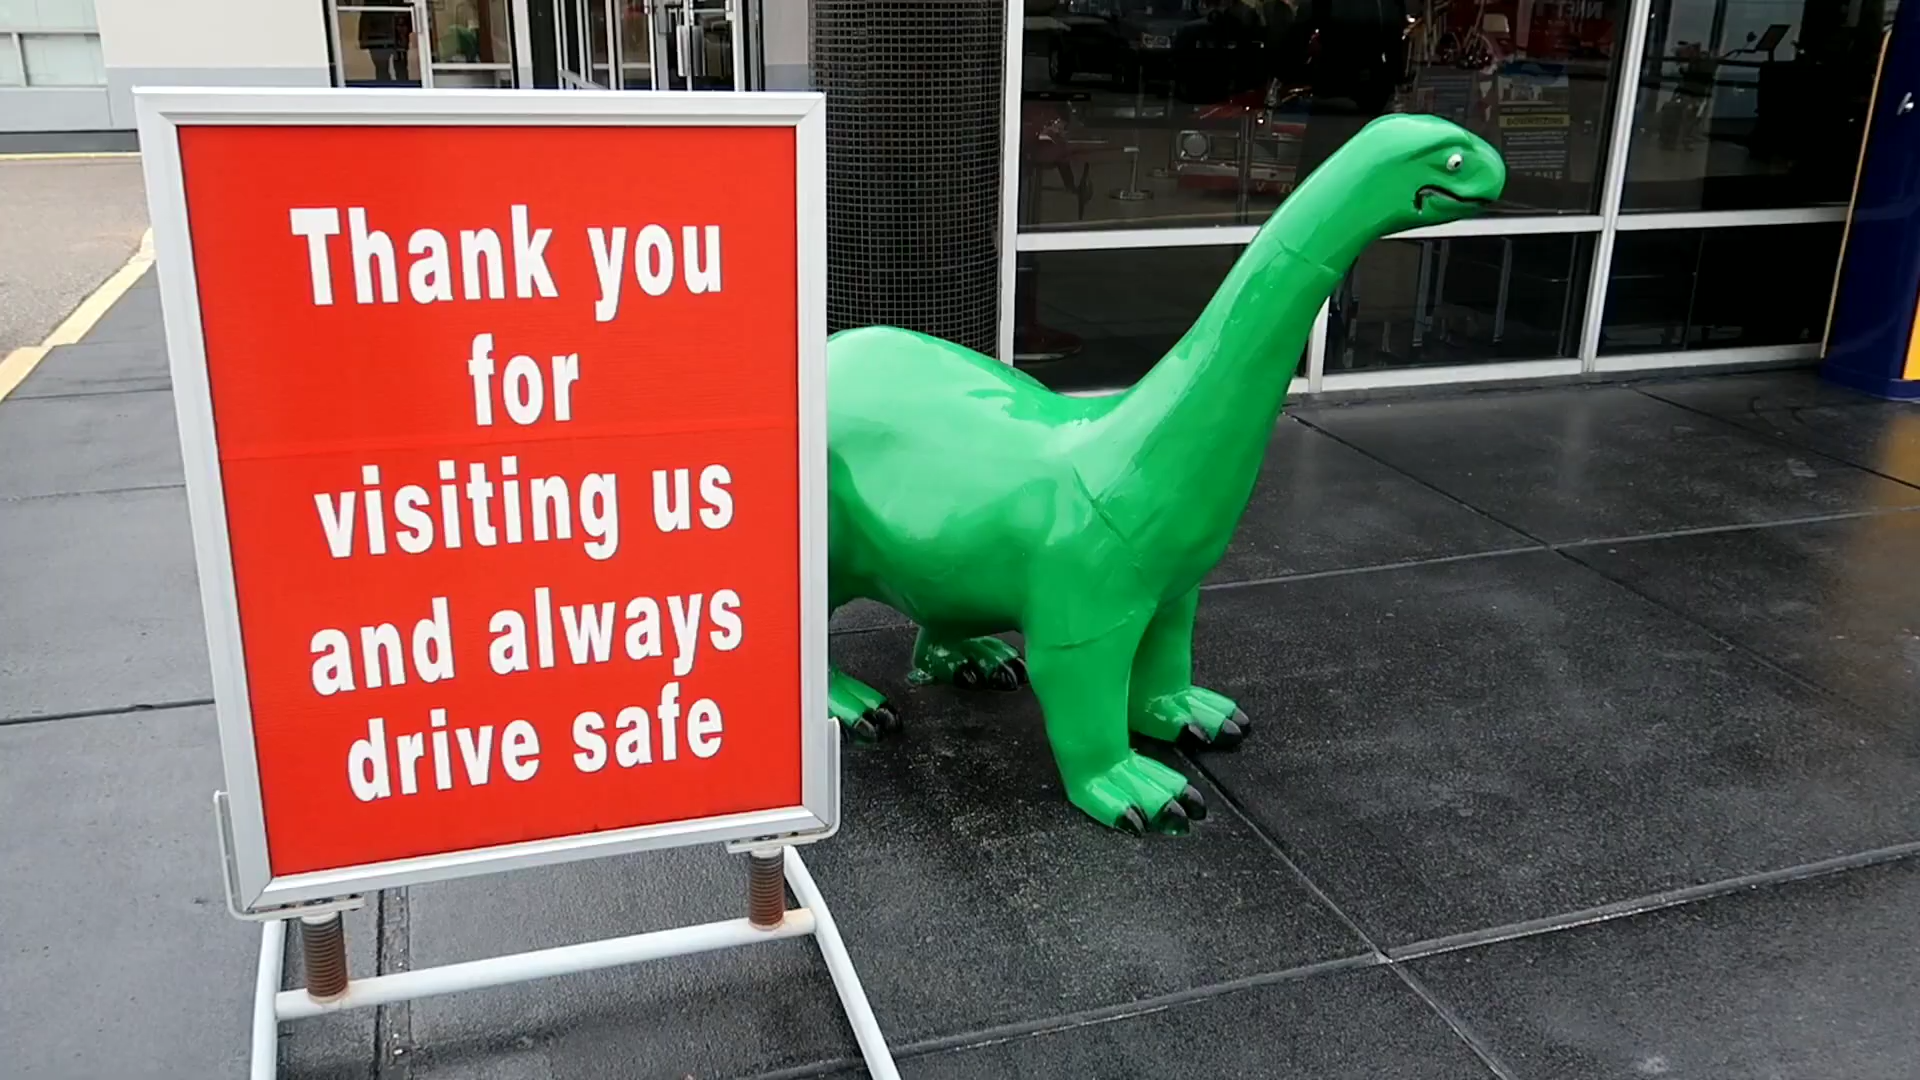 Thank you
for
visiting us
and always
drive safe